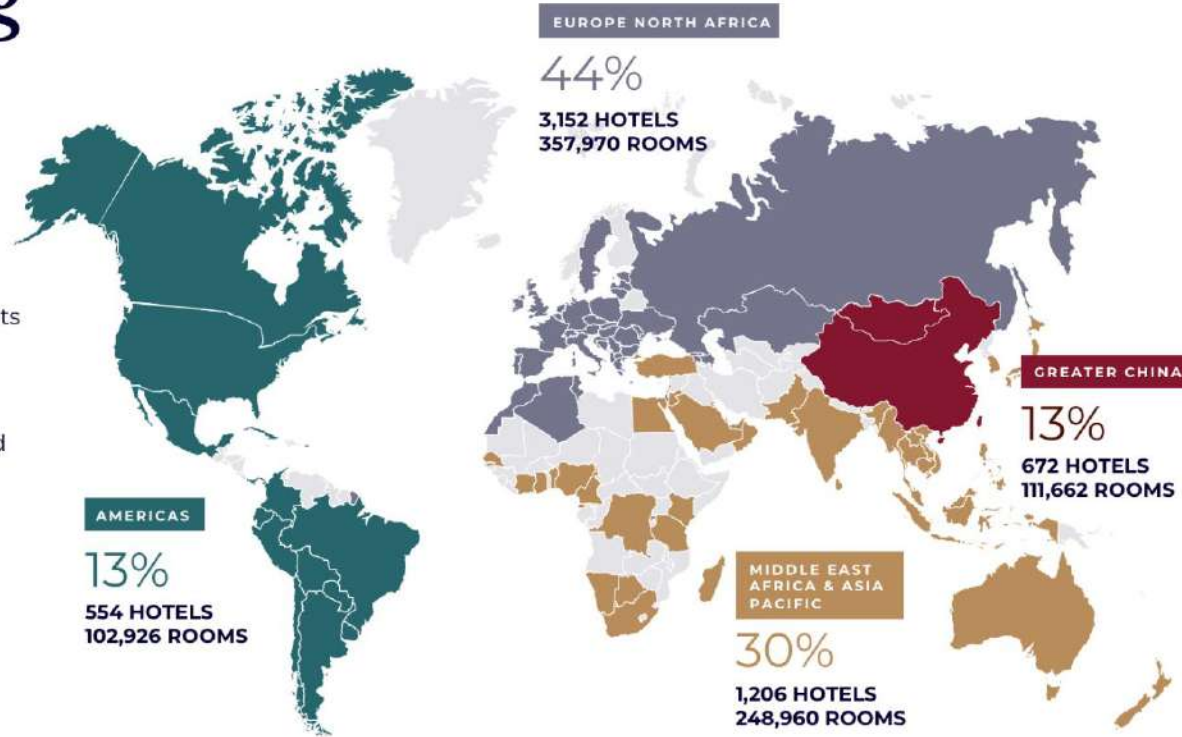 g
EUROPE NORTH AFRICA
44%
3,152 HOTELS
357,970 ROOMS
ts
d
GREATER CHINA
13%
672 HOTELS
111,662 ROOMS
AMERICAS
13%
554 HOTELS
102,926 ROOMS
MIDDLE EAST
AFRICA & ASIA
PACIFIC
30%
1,206 HOTELS
248,960 ROOMS